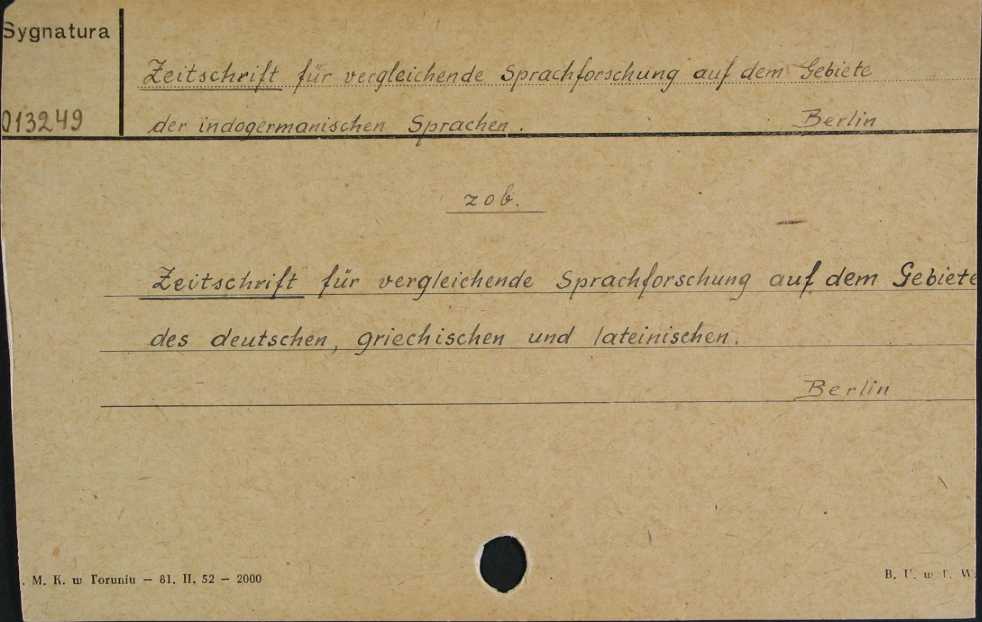 Sygnatura
Zeitschrift für vergleichende Sprachforschung auf dem Gebiete
013249
der indogermanischen Sprachen. Berlin
zob.
Zeitschrift für vergleichende Sprachforschung auf dem Gebiete
des deutschen, griechischen und lateinischen.
Berlin
. M. K. w Toruniu — 81. II. 52 — 2000
B. U. w T. W.